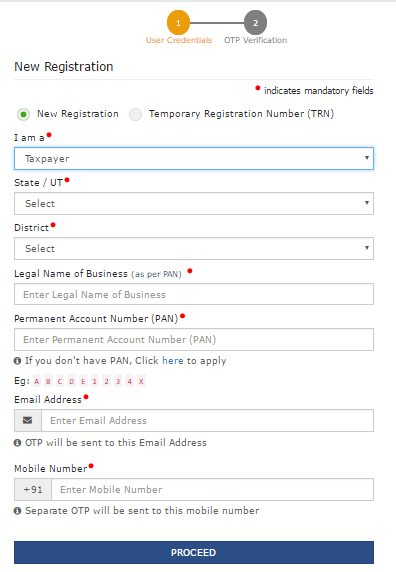 1 2
User Credentials OTP Verification
New Registration
• indicates mandatory fields
New Registration Temporary Registration Number (TRN)
I am a•
Taxpayer
State / UT•
Select
District•
Select
Legal Name of Business (as per PAN) •
Enter Legal Name of Business
Permanent Account Number (PAN)•
Enter Permanent Account Number (PAN)
If you don't have PAN, Click here to apply
Eg: A B C D E 1 2 3 4 X
Email Address•
Enter Email Address
OTP will be sent to this Email Address
Mobile Number•
+91 Enter Mobile Number
Separate OTP will be sent to this mobile number
PROCEED